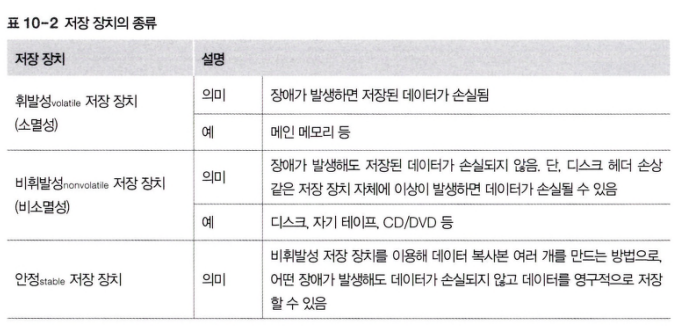 표 10-2 저장 장치의 종류
저장 장치 설명
휘발성volatile 저장 장치
(소멸성)
의미 장애가 발생하면 저장된 데이터가 손실됨
예 메인 메모리 등
비휘발성nonvolatile 저장 장치
(비소멸성)
의미 장애가 발생해도 저장된 데이터가 손실되지 않음. 단, 디스크 헤더 손상
같은 저장 장치 자체에 이상이 발생하면 데이터가 손실될 수 있음
예 디스크, 자기 테이프, CD/DVD 등
안정stable 저장 장치
의미 비휘발성 저장 장치를 이용해 데이터 복사본 여러 개를 만드는 방법으로,
어떤 장애가 발생해도 데이터가 손실되지 않고 데이터를 영구적으로 저장
할 수 있음